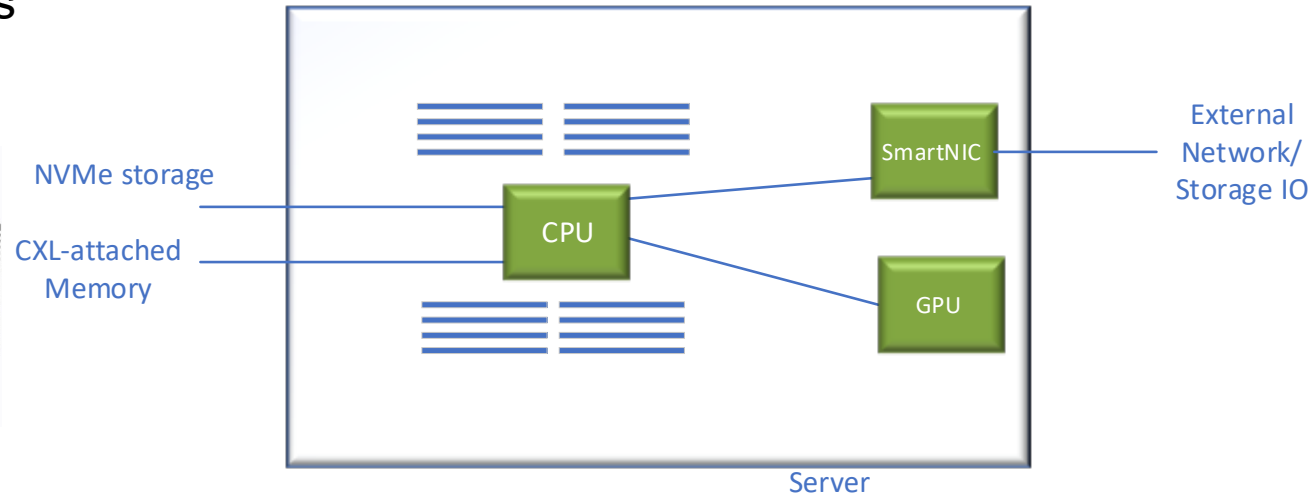 s
NVMe storage
CXL-attached
Memory
CPU
SmartNIC
GPU
External
Network/
Storage IO
Server